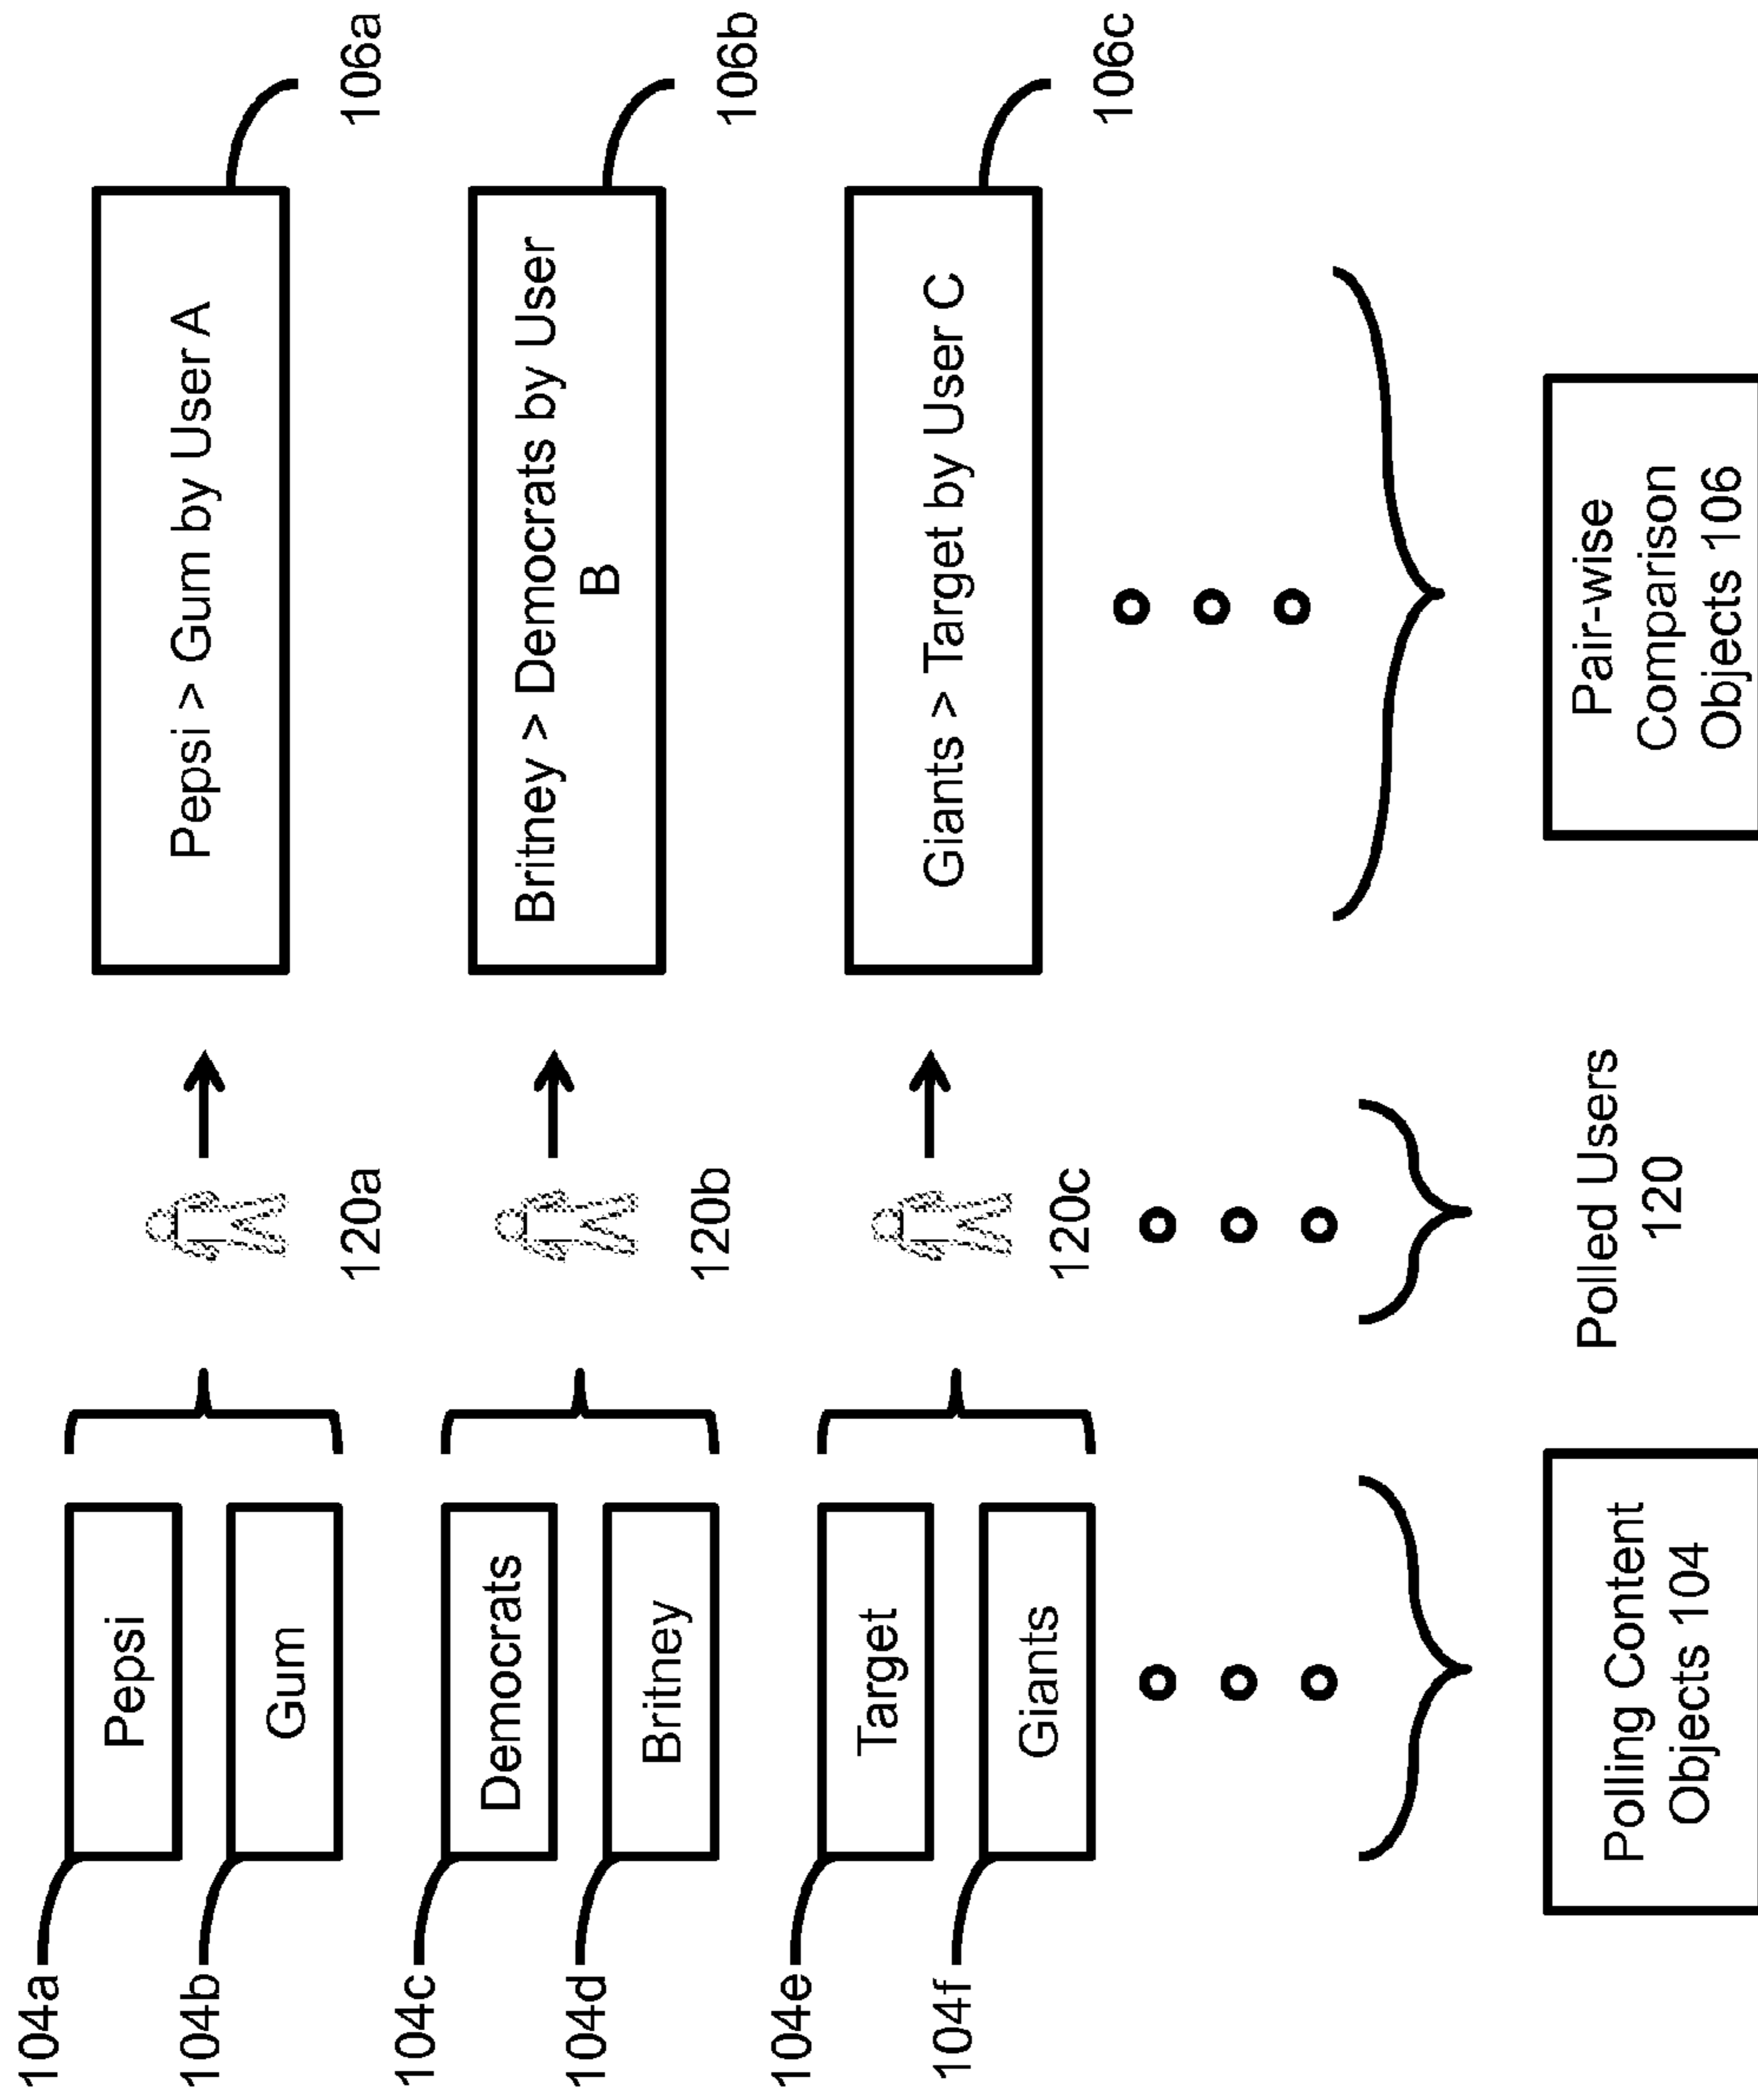 104a
Pepsi
104b
Gum
120a
Pepsi > Gum by User A
106a
104c
Democrats
104d
Britney
120b
Britney > Democrats by User
B
106b
104e
Target
104f
Giants
120c
Giants > Target by User C
106c
Polling Content
Objects 104
Polled Users
120
Pair-wise
Comparison
Objects 106